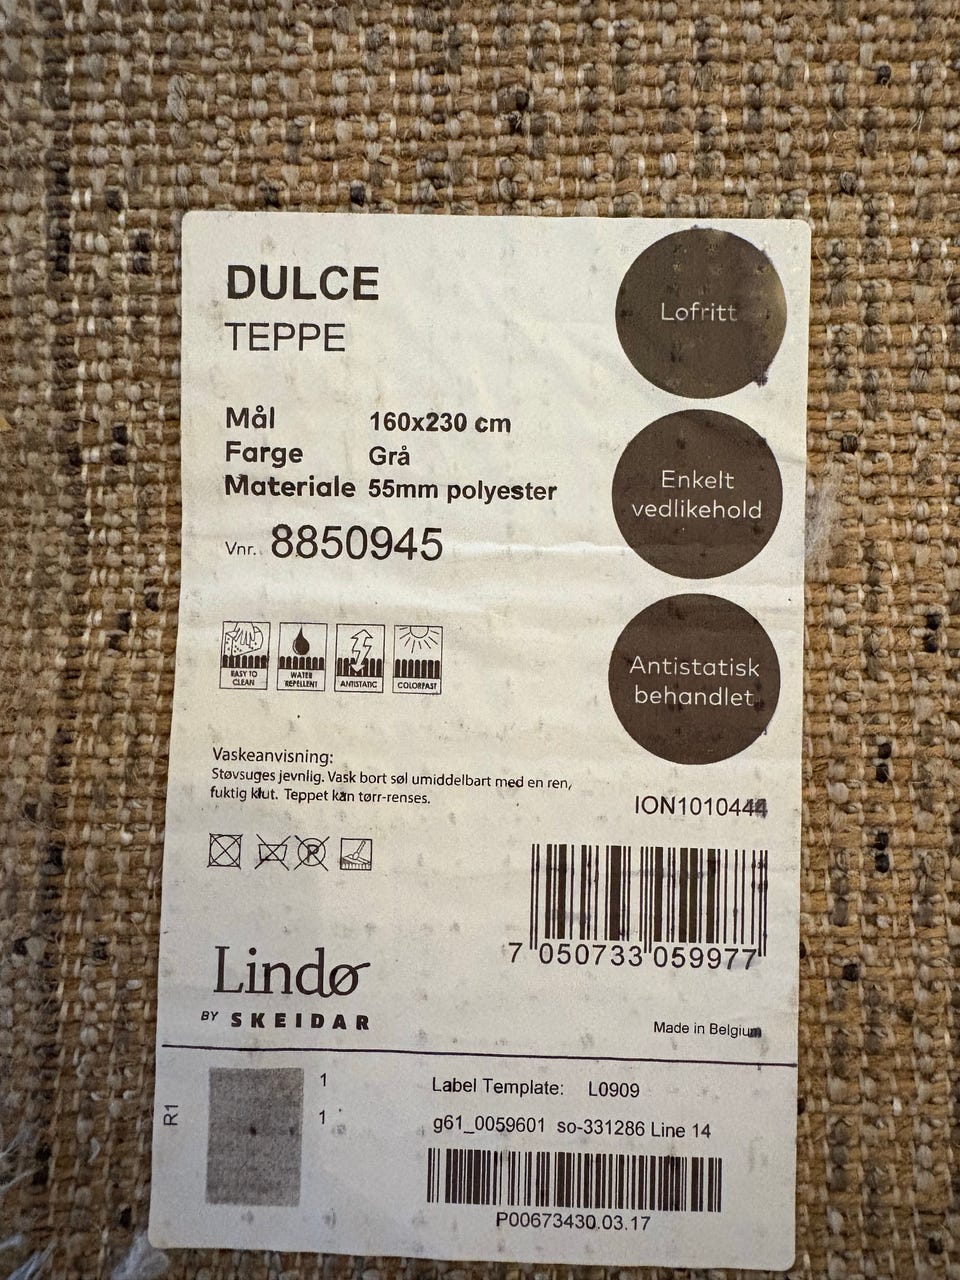 DULCE
TEPPE
Lofritt
Mål 160x230 cm
Farge Grå
Materiale 55mm polyester
Vnr. 8850945
Enkelt
vedlikehold
EASY TO
CLEAN
WATER
REPELLENT
ANTISTATIC
COLORFAST
Antistatisk
behandlet
Vaskeanvisning:
Støvsuges jevnlig. Vask bort søl umiddelbart med en ren,
fuktig klut. Teppet kan tørr-renses.
ION1010444
P
7 050733 059977
Lindø
BY SKEIDAR
Made in Belgium
R1
1
1
Label Template: L0909
g61_0059601 so-331286 Line 14
P00673430.03.17